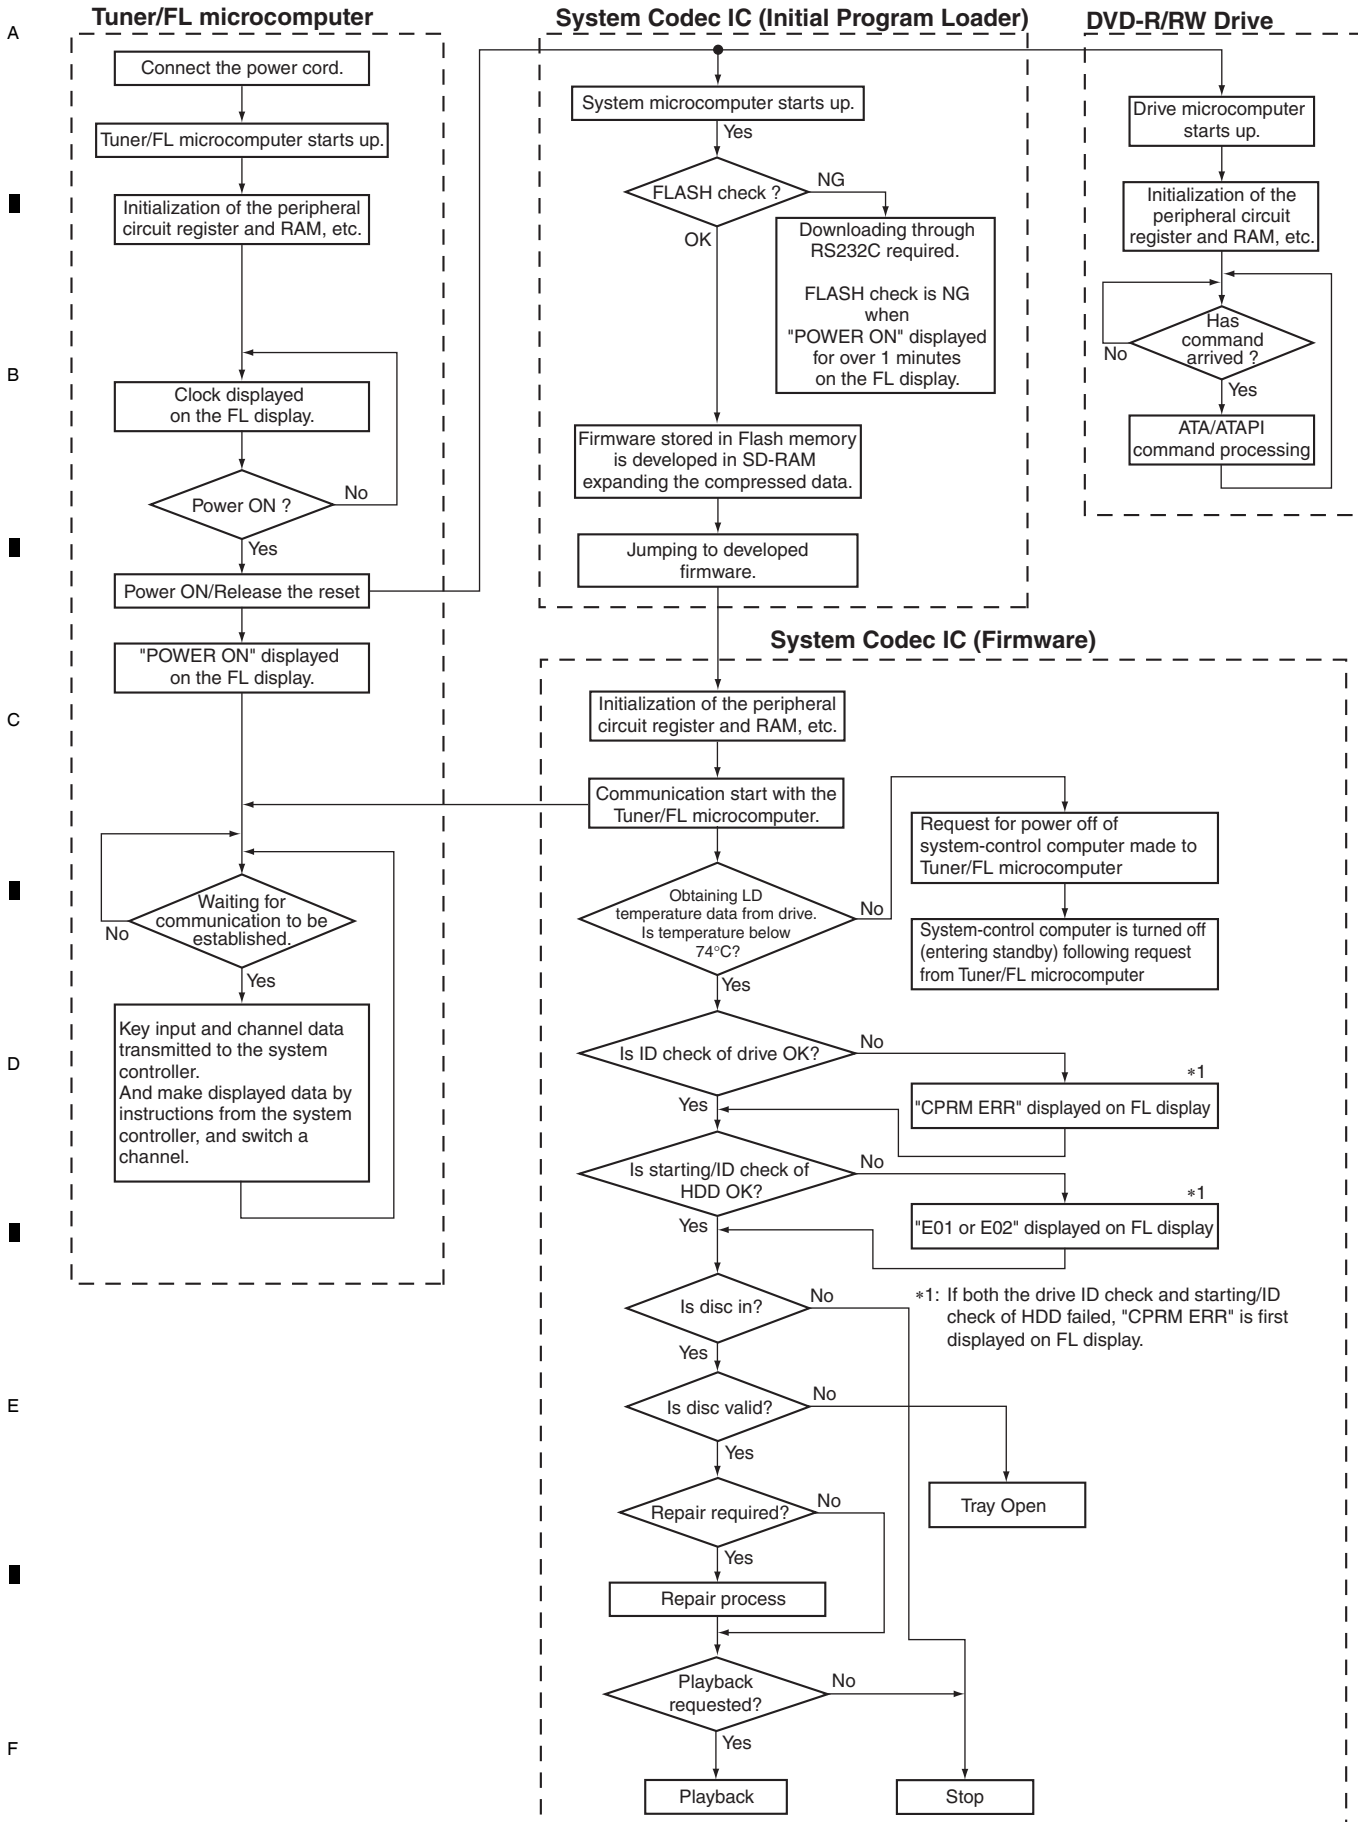 Tuner/FL microcomputer
System Codec IC (Initial Program Loader)
DVD-R/RW Drive
A
B
C
D
E
F
Connect the power cord.
Tuner/FL microcomputer starts up.
Initialization of the peripheral
circuit register and RAM, etc.
Clock displayed
on the FL display.
Power ON ?
No
Yes
Power ON/Release the reset
"POWER ON" displayed
on the FL display.
Waiting for
communication to be
established.
No
Yes
Key input and channel data
transmitted to the system
controller.
And make displayed data by
instructions from the system
controller, and switch a
channel.
System microcomputer starts up.
Yes
FLASH check ?
NG
OK
Downloading through
RS232C required.
FLASH check is NG
when
"POWER ON" displayed
for over 1 minutes
on the FL display.
Firmware stored in Flash memory
is developed in SD-RAM
expanding the compressed data.
Jumping to developed
firmware.
Drive microcomputer
starts up.
Initialization of the
peripheral circuit
register and RAM, etc.
Has
command
arrived ?
No
Yes
ATA/ATAPI
command processing
System Codec IC (Firmware)
Initialization of the peripheral
circuit register and RAM, etc.
Communication start with the
Tuner/FL microcomputer.
Obtaining LD
temperature data from drive.
Is temperature below
74°C?
No
Yes
Request for power off of
system-control computer made to
Tuner/FL microcomputer
System-control computer is turned off
(entering standby) following request
from Tuner/FL microcomputer
Is ID check of drive OK?
No
Yes
*1
"CPRM ERR" displayed on FL display
Is starting/ID check of
HDD OK?
No
Yes
*1
"E01 or E02" displayed on FL display
*1: If both the drive ID check and starting/ID
check of HDD failed, "CPRM ERR" is first
displayed on FL display.
Is disc in?
No
Yes
Is disc valid?
No
Yes
Tray Open
Repair required?
No
Yes
Repair process
Playback
requested?
No
Yes
Playback
Stop